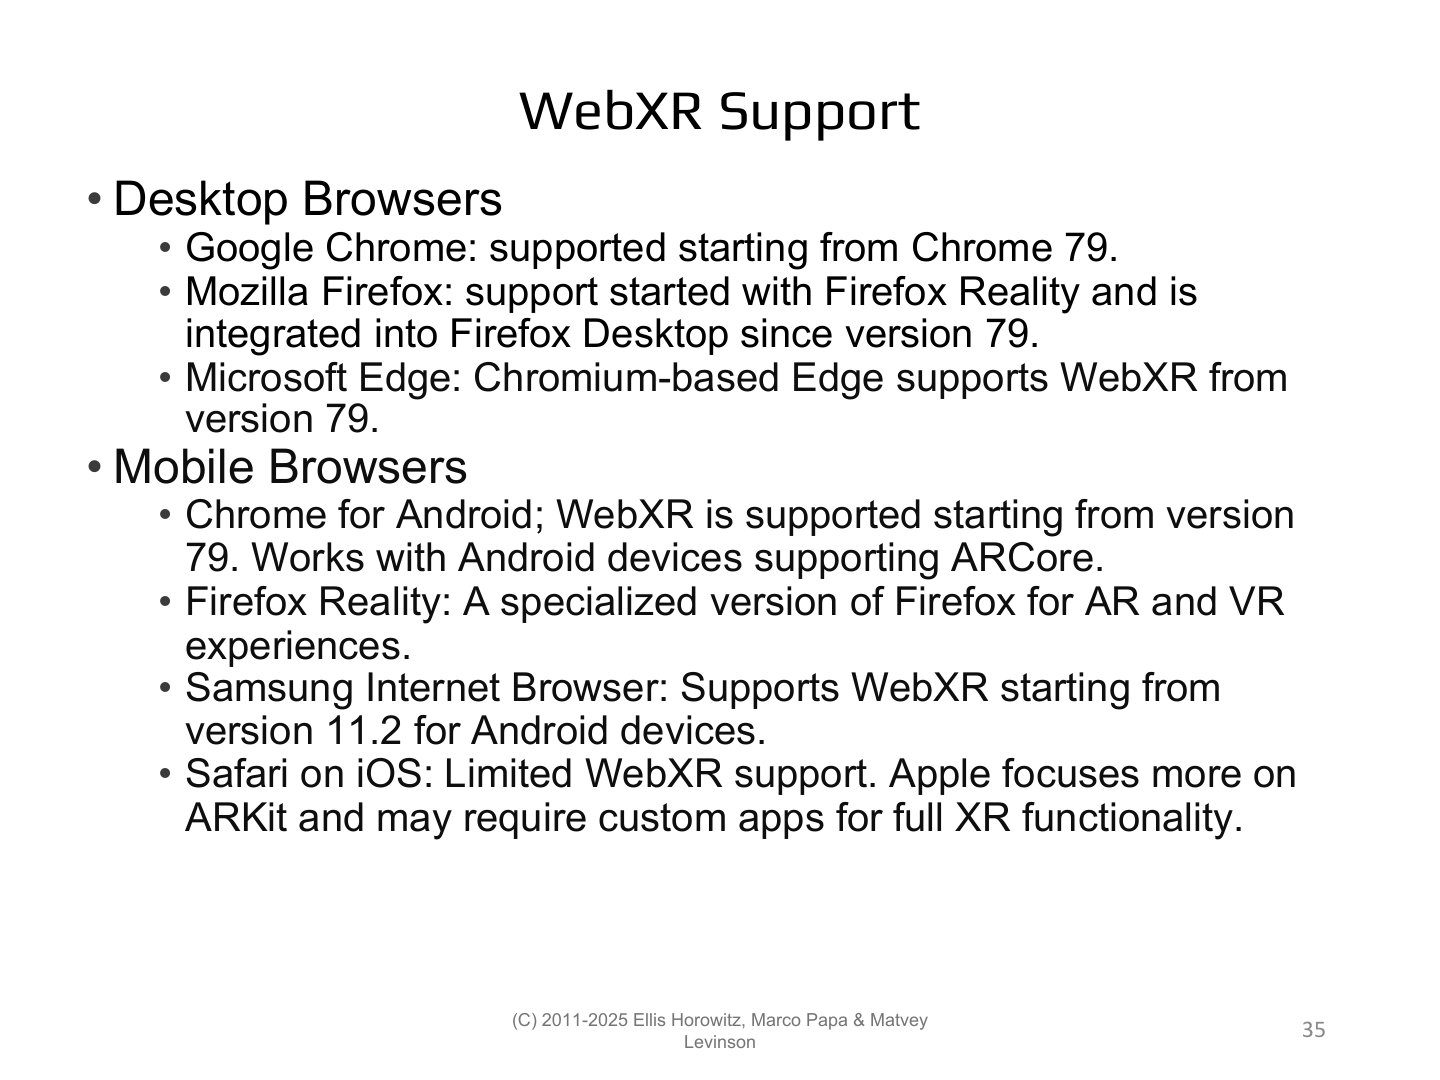 WebXR Support
• Desktop Browsers
• Google Chrome: supported starting from Chrome 79.
• Mozilla Firefox: support started with Firefox Reality and is
integrated into Firefox Desktop since version 79.
• Microsoft Edge: Chromium-based Edge supports WebXR from
version 79.
• Mobile Browsers
• Chrome for Android; WebXR is supported starting from version
79. Works with Android devices supporting ARCore.
• Firefox Reality: A specialized version of Firefox for AR and VR
experiences.
• Samsung Internet Browser: Supports WebXR starting from
version 11.2 for Android devices.
• Safari on iOS: Limited WebXR support. Apple focuses more on
ARKit and may require custom apps for full XR functionality.
(C) 2011-2025 Ellis Horowitz, Marco Papa & Matvey
Levinson
35